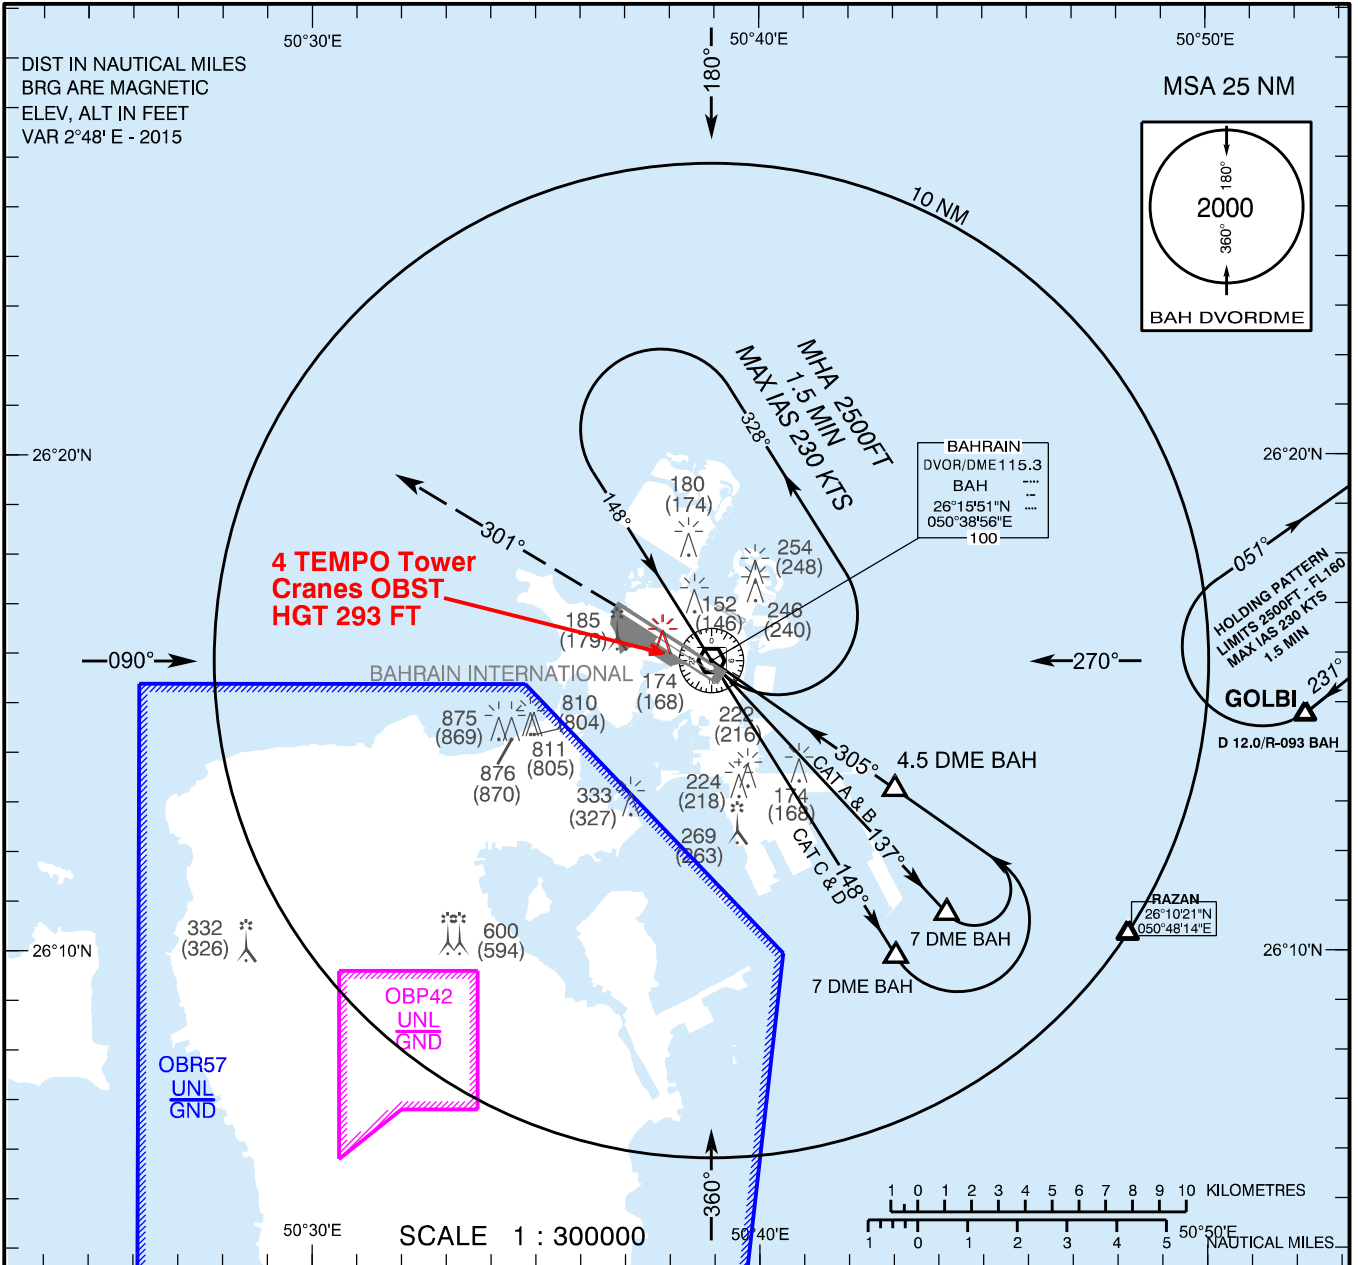 50°30'E
50°40'E
50°50'E
DIST IN NAUTICAL MILES
BRG ARE MAGNETIC
ELEV, ALT IN FEET
VAR 2°48' E - 2015
180°
MSA 25 NM
180°
2000
360°
BAH DVORDME
10 NM
MHA 2500FT
1.5 MIN
MAX IAS 230 KTS
328°
148°
26°20'N
26°20'N
BAHRAIN
DVOR/DME 115.3
BAH
26°15'51"N
050°38'56"E
100
180
(174)
301°
4 TEMPO Tower
Cranes OBST
HGT 293 FT
254
(248)
152
(146)
246
(240)
185
(179)
051°
HOLDING PATTERN
LIMITS 2500FT - FL160
MAX IAS 230 KTS
1.5 MIN
231°
GOLBI
D 12.0/R-093 BAH
090°
270°
BAHRAIN INTERNATIONAL
174
(168)
222
(216)
875
(869)
810
(804)
811
(805)
876
(870)
333
(327)
224
(218)
174
(168)
269
(263)
305°
4.5 DME BAH
CAT A & B
137°
CAT C & D
148°
7 DME BAH
7 DME BAH
RAZAN
26°10'21"N
050°48'14"E
332
(326)
600
(594)
26°10'N
26°10'N
OBP42
UNL
GND
OBR57
UNL
GND
360°
50°30'E
SCALE 1 : 300000
50°40'E
50°50'E
1 0 1 2 3 4 5 6 7 8 9 10 KILOMETRES
1 0 1 2 3 4 5 NAUTICAL MILES